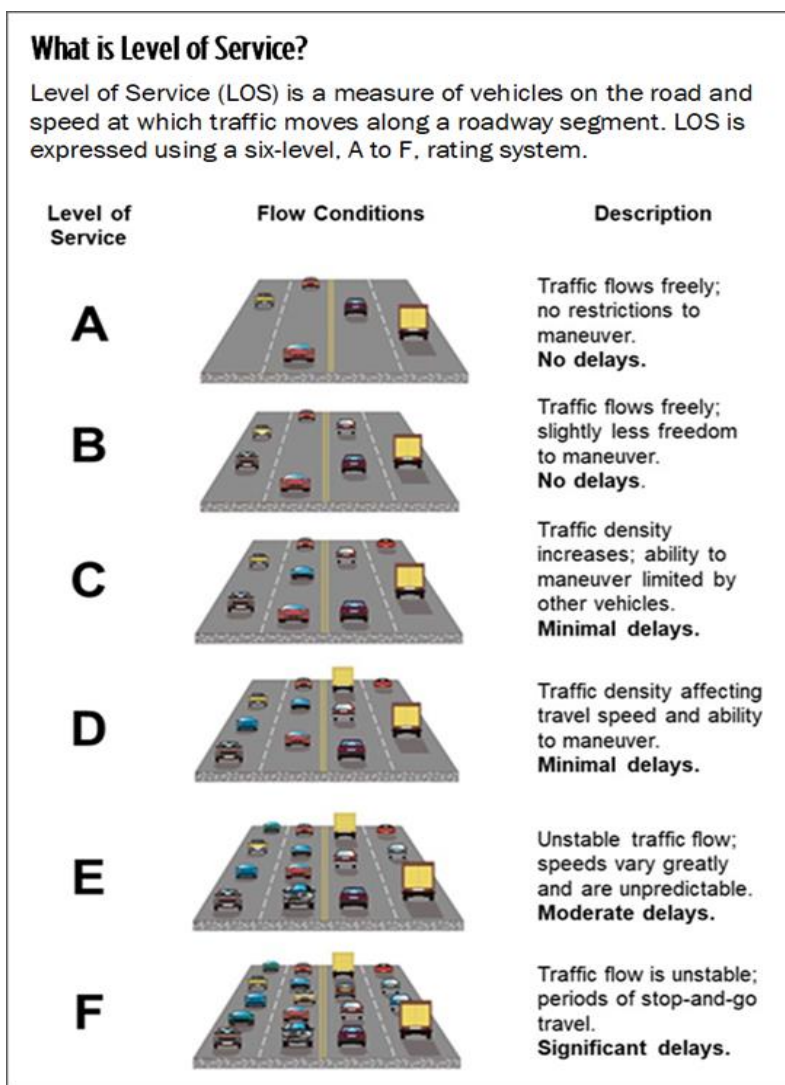 What is Level of Service?
Level of Service (LOS) is a measure of vehicles on the road and
speed at which traffic moves along a roadway segment. LOS is
expressed using a six-level, A to F, rating system.
Level of
Service
Flow Conditions
Description
A
Traffic flows freely;
no restrictions to
maneuver.
No delays.
B
Traffic flows freely;
slightly less freedom
to maneuver.
No delays.
C
Traffic density
increases; ability to
maneuver limited by
other vehicles.
Minimal delays.
D
Traffic density affecting
travel speed and ability
to maneuver.
Minimal delays.
E
Unstable traffic flow;
speeds vary greatly
and are unpredictable.
Moderate delays.
F
Traffic flow is unstable;
periods of stop-and-go
travel.
Significant delays.